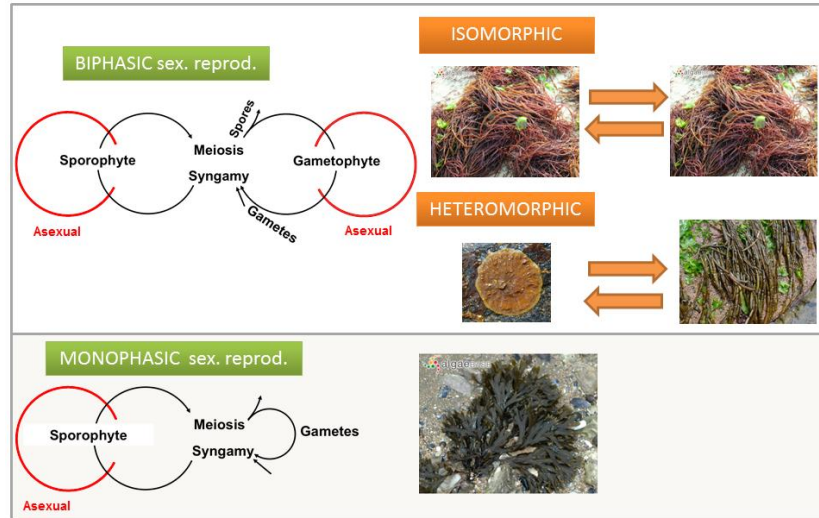 BIPHASIC sex. reprod.
ISOMORPHIC
Spores
Sporophyte
Meiosis
Syngamy
Gametophyte
Gametes
Asexual
Asexual
HETEROMORPHIC
MONOPHASIC sex. reprod.
Sporophyte
Meiosis
Syngamy
Gametes
Asexual